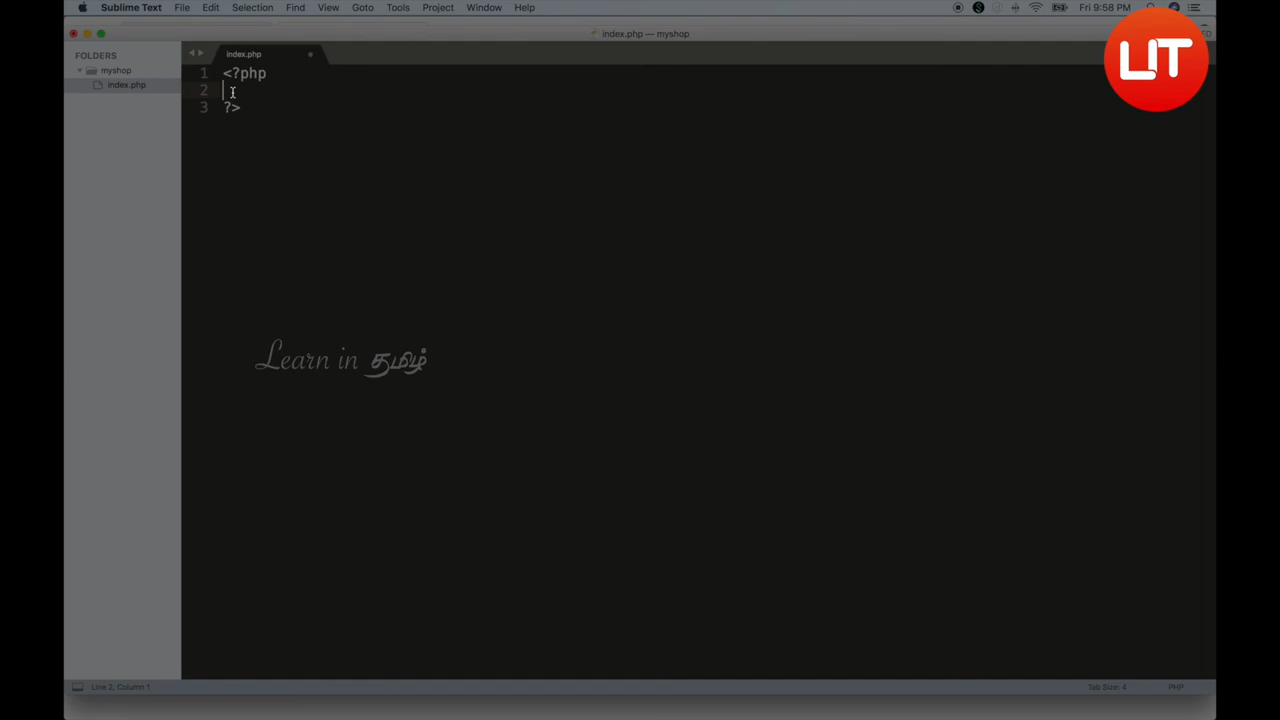 Sublime Text File Edit Selection Find View Goto Tools Project Window Help Fri 9:58 PM
index.php — myshop
LIT
FOLDERS
myshop
index.php
index.php
1 <?php
2
3 ?>
Learn in தமிழ்
Line 2, Column 1 Tab Size: 4 PHP